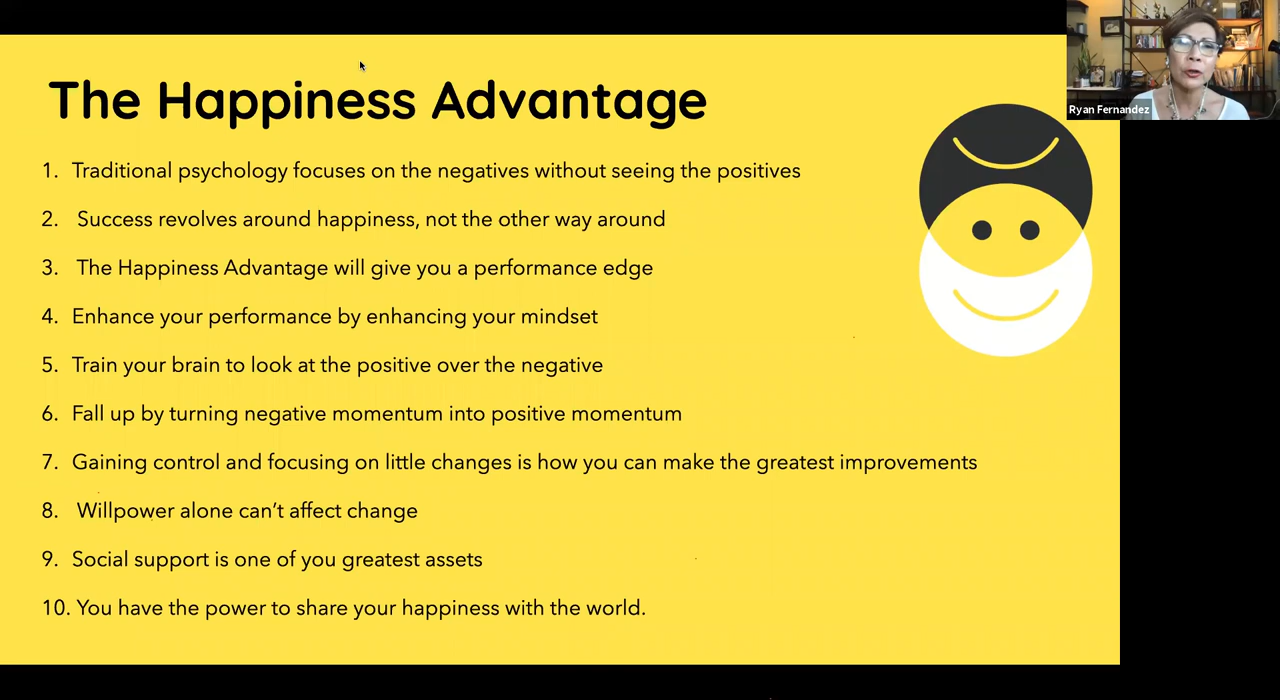 The Happiness Advantage
1. Traditional psychology focuses on the negatives without seeing the positives
2. Success revolves around happiness, not the other way around
3. The Happiness Advantage will give you a performance edge
4. Enhance your performance by enhancing your mindset
5. Train your brain to look at the positive over the negative
6. Fall up by turning negative momentum into positive momentum
7. Gaining control and focusing on little changes is how you can make the greatest improvements
8. Willpower alone can’t affect change
9. Social support is one of you greatest assets
10. You have the power to share your happiness with the world.
Ryan Fernandez